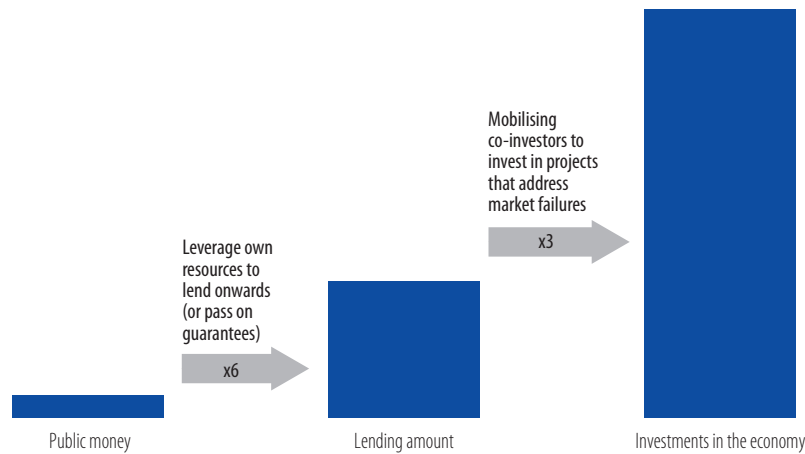 Mobilising
co-investors to
invest in projects
that address
market failures
x3
Leverage own
resources to
lend onwards
(or pass on
guarantees)
x6
Public money
Lending amount
Investments in the economy